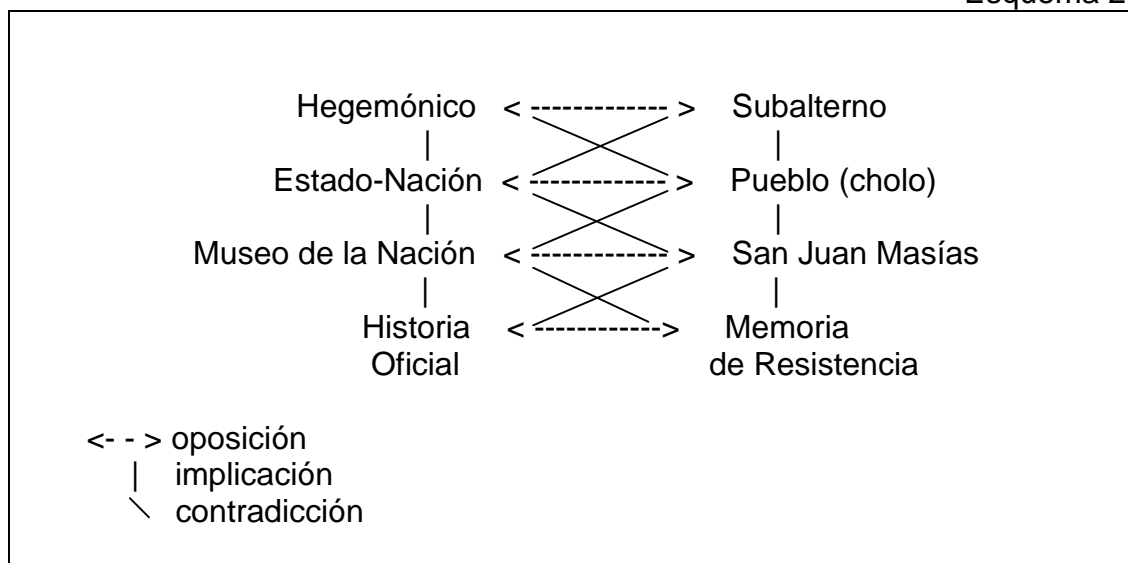 Esquema 2
Hegemónico < ------------- > Subalterno
| |
Estado-Nación < ------------- > Pueblo (cholo)
| |
Museo de la Nación < ------------- > San Juan Masías
| |
Historia < ------------- > Memoria
Oficial de Resistencia
<- - > oposición
| implicación
\ contradicción